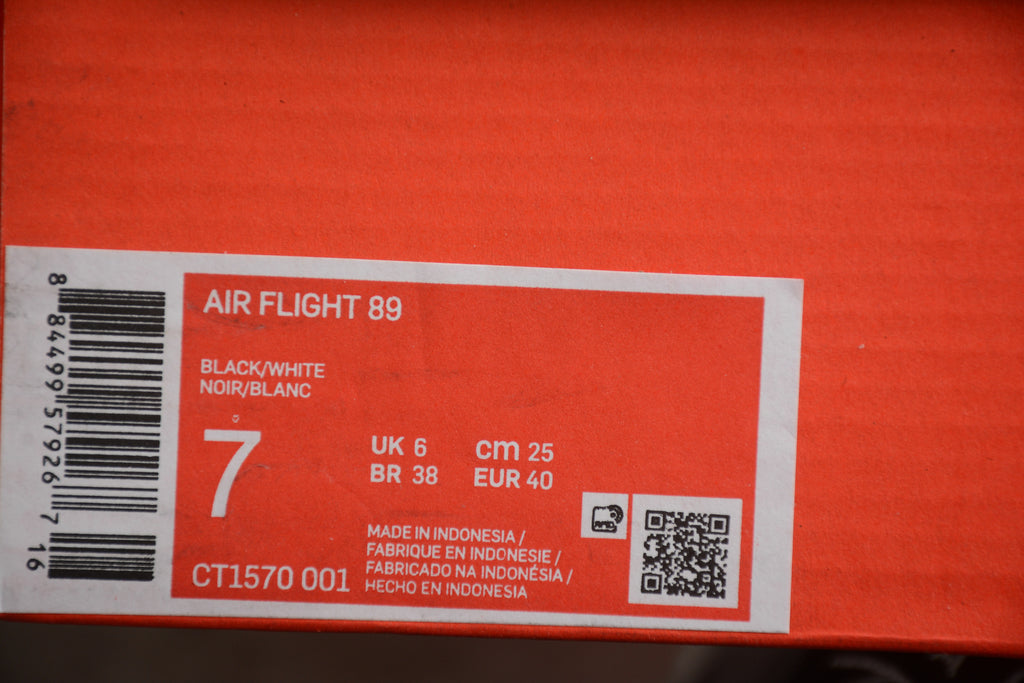 AIR FLIGHT 89
BLACK/WHITE
NOIR/BLANC
7
UK 6 cm 25
BR 38 EUR 40
MADE IN INDONESIA /
FABRIQUE EN INDONESIE /
FABRICADO NA INDONÉSIA /
HECHO EN INDONESIA
CT1570 001
8 84499 57926 7 16